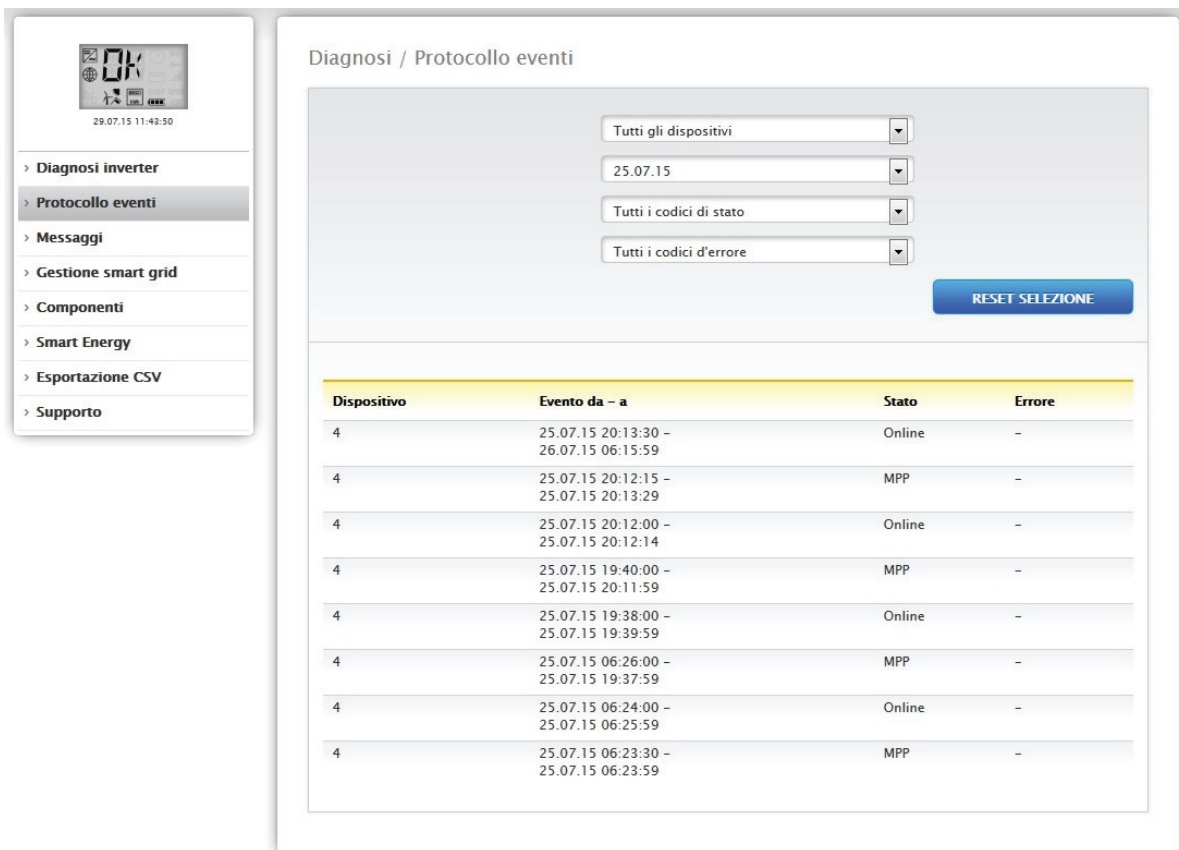 OK
29.07.15 11:43:50
Diagnosi inverter
Protocollo eventi
Messaggi
Gestione smart grid
Componenti
Smart Energy
Esportazione CSV
Supporto
Diagnosi / Protocollo eventi
Tutti gli dispositivi
25.07.15
Tutti i codici di stato
Tutti i codici d'errore
RESET SELEZIONE
Dispositivo Evento da – a Stato Errore
4 25.07.15 20:13:30 – Online –
26.07.15 06:15:59
4 25.07.15 20:12:15 – MPP –
25.07.15 20:13:29
4 25.07.15 20:12:00 – Online –
25.07.15 20:12:14
4 25.07.15 19:40:00 – MPP –
25.07.15 20:11:59
4 25.07.15 19:38:00 – Online –
25.07.15 19:39:59
4 25.07.15 06:26:00 – MPP –
25.07.15 19:37:59
4 25.07.15 06:24:00 – Online –
25.07.15 06:25:59
4 25.07.15 06:23:30 – MPP –
25.07.15 06:23:59